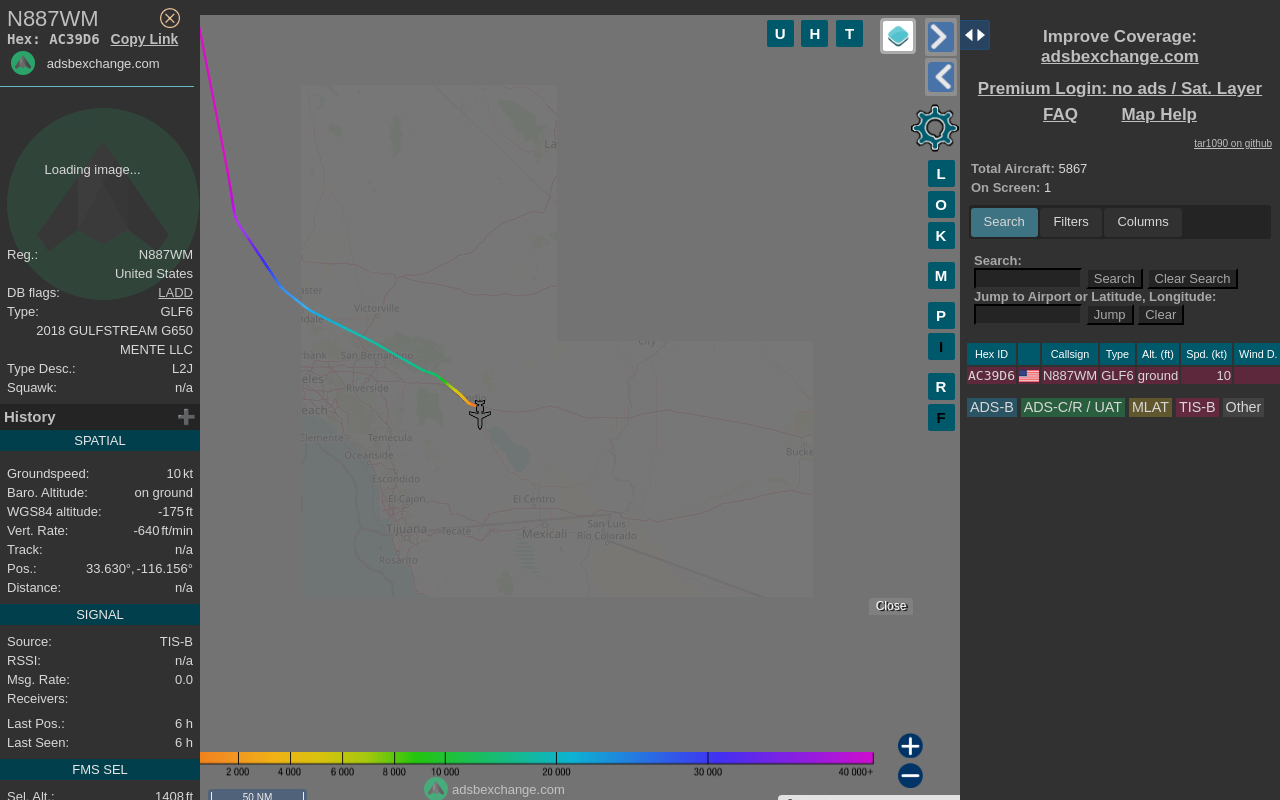 N887WM
Hex: AC39D6 Copy Link
adsbexchange.com
Loading image...
Reg.: N887WM
United States
DB flags: LADD
Type: GLF6
2018 GULFSTREAM G650
MENTE LLC
Type Desc.: L2J
Squawk: n/a
History
SPATIAL
Groundspeed: 10 kt
Baro. Altitude: on ground
WGS84 altitude: -175 ft
Vert. Rate: -640 ft/min
Track: n/a
Pos.: 33.630°, -116.156°
Distance: n/a
SIGNAL
Source: TIS-B
RSSI: n/a
Msg. Rate: 0.0
Receivers:
Last Pos.: 6 h
Last Seen: 6 h
FMS SEL
Sel. Alt.: 1408 ft
U H T
La
aster
Victorville
dale
rbank San Bernardino
eles
Riverside
each
Clemente Temecula
Oceanside
Escondido
El Cajon
El Centro
Tijuana Tecate
Mexicali
San Luis
Río Colorado
Rosarito
City
Bucke
L
O
K
M
P
I
R
F
Close
2 000 4 000 6 000 8 000 10 000 20 000 30 000 40 000+
adsbexchange.com
50 NM
Improve Coverage:
adsbexchange.com
Premium Login: no ads / Sat. Layer
FAQ Map Help
tar1090 on github
Total Aircraft: 5867
On Screen: 1
Search Filters Columns
Search:
Search Clear Search
Jump to Airport or Latitude, Longitude:
Jump Clear
Hex ID Callsign Type Alt. (ft) Spd. (kt) Wind D.
AC39D6 N887WM GLF6 ground 10
ADS-B ADS-C/R / UAT MLAT TIS-B Other